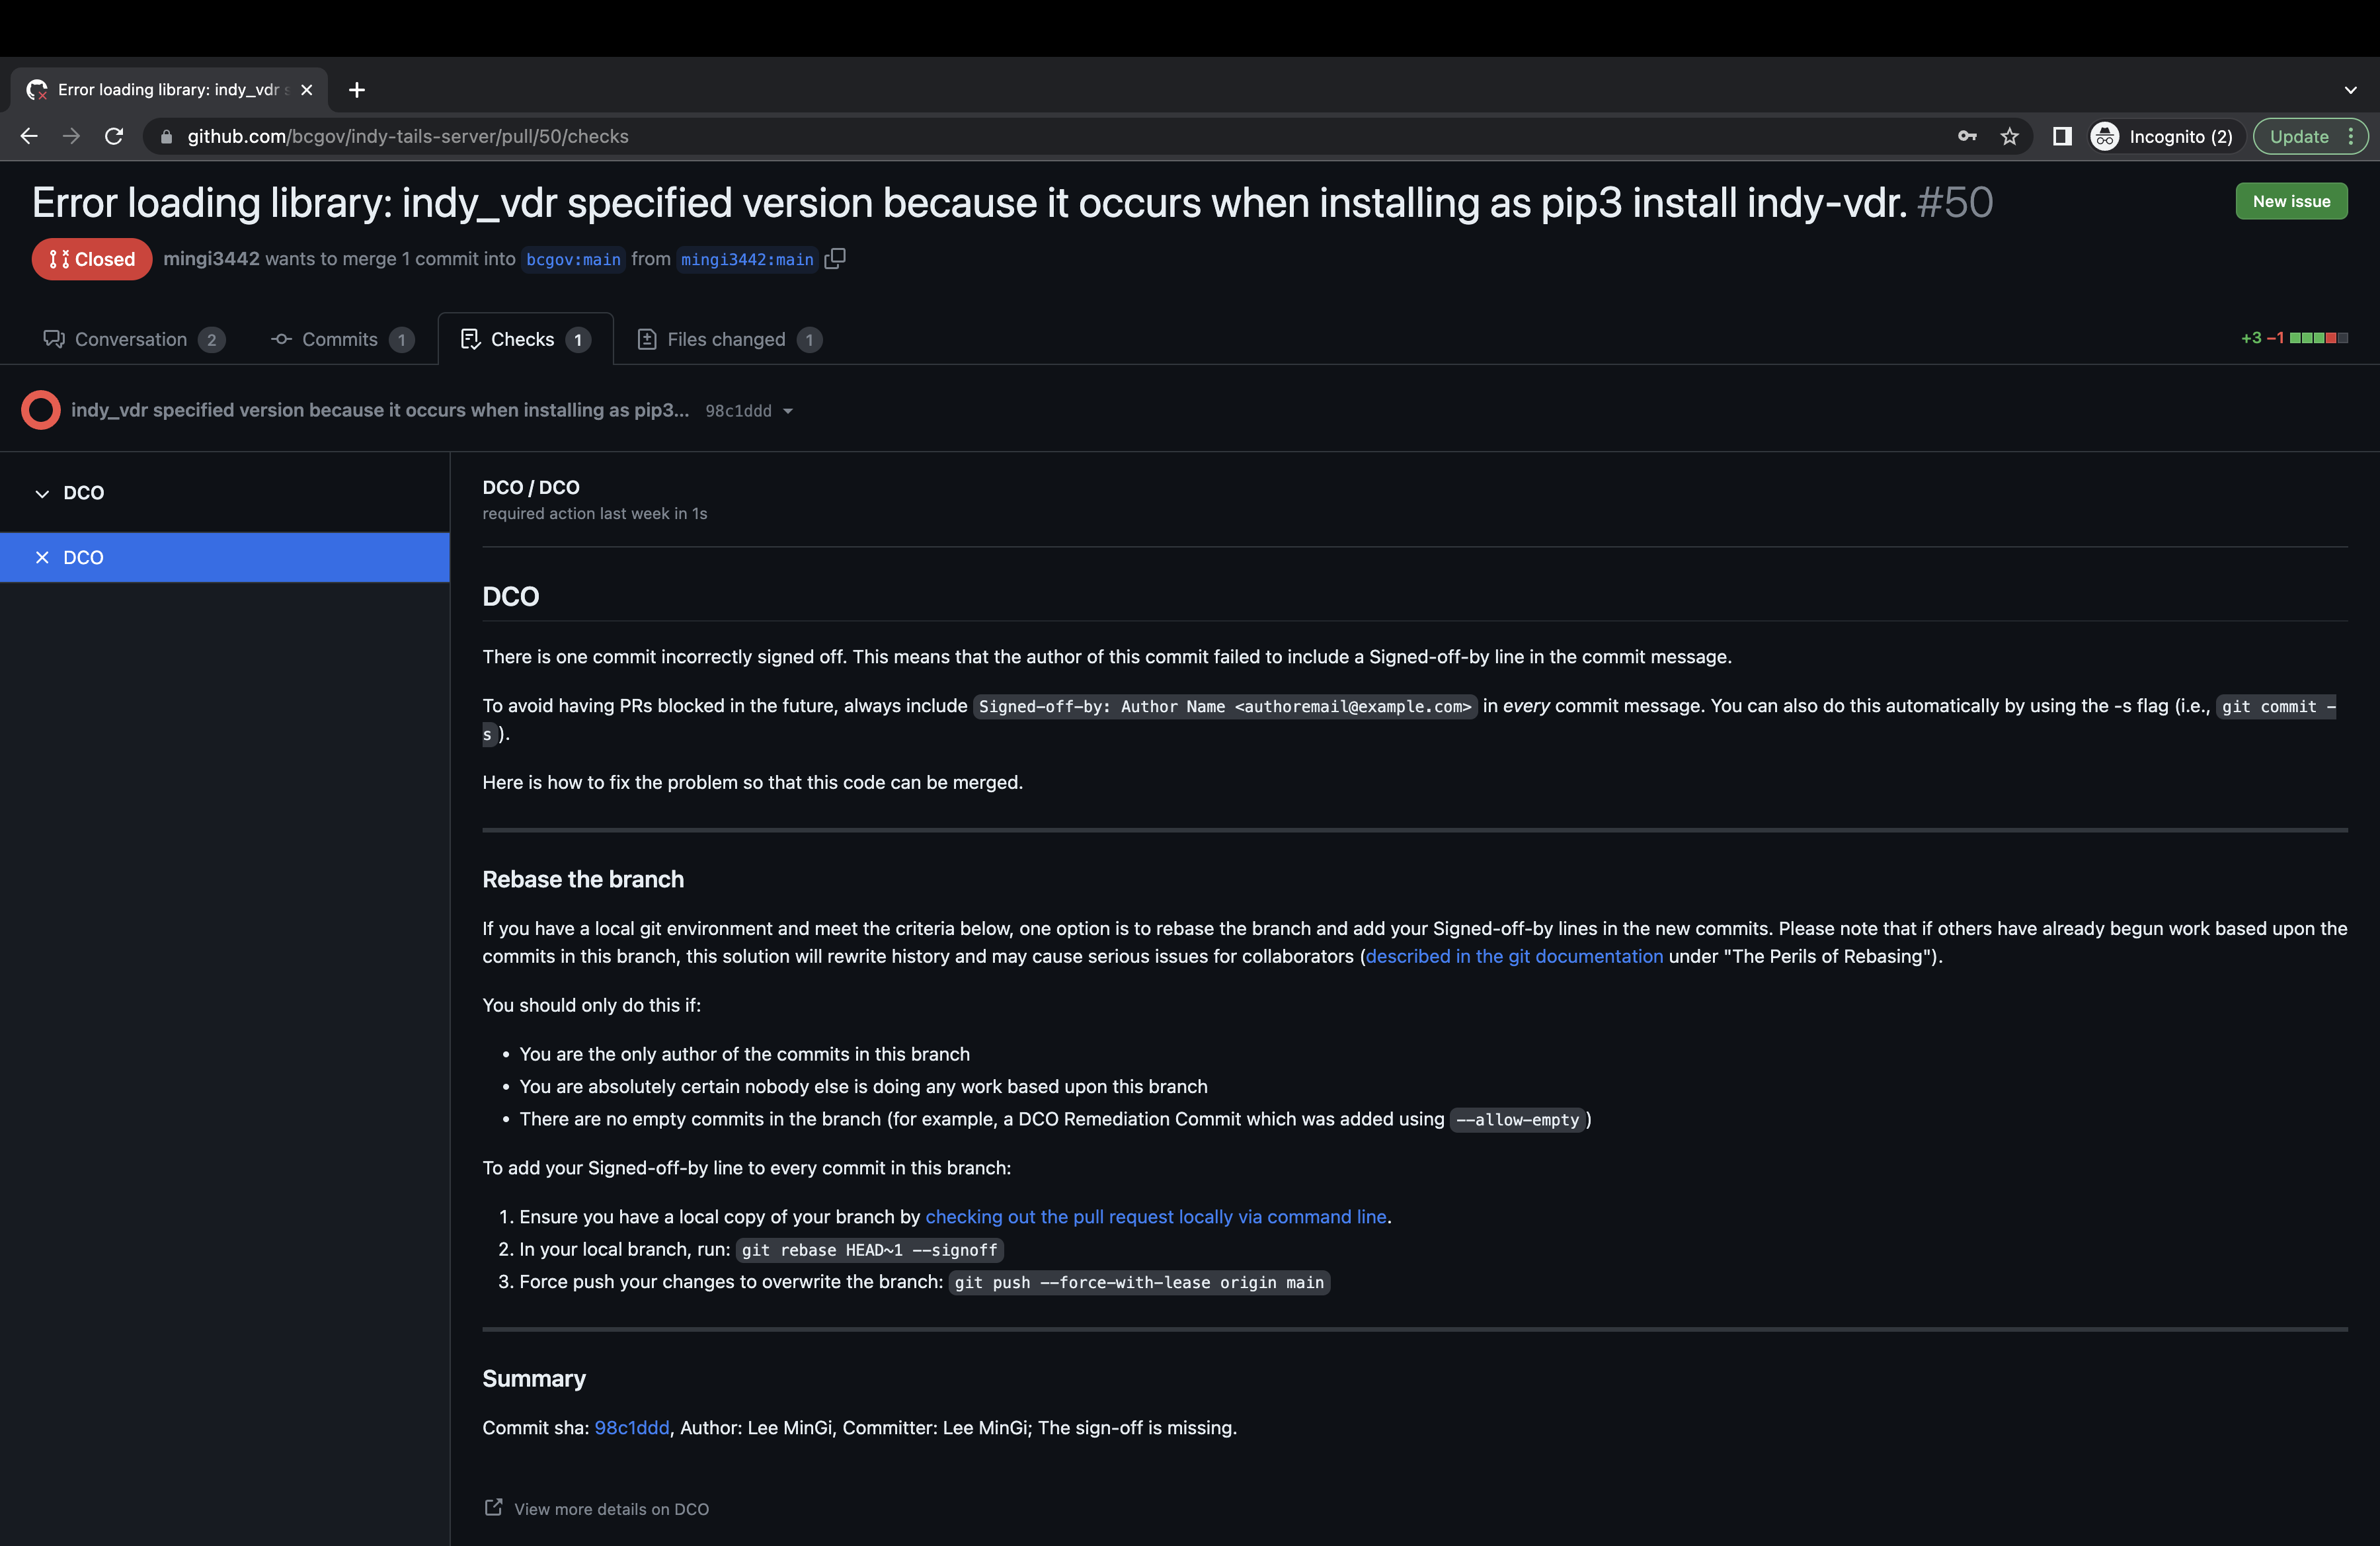 Error loading library: indy_vdr s
github.com/bcgov/indy-tails-server/pull/50/checks
Incognito (2)
Update
Error loading library: indy_vdr specified version because it occurs when installing as pip3 install indy-vdr. #50
New issue
Closed
mingi3442 wants to merge 1 commit into bcgov:main from mingi3442:main
Conversation 2
Commits 1
Checks 1
Files changed 1
+3 −1
indy_vdr specified version because it occurs when installing as pip3... 98c1ddd
DCO
DCO
DCO / DCO
required action last week in 1s
DCO
There is one commit incorrectly signed off. This means that the author of this commit failed to include a Signed-off-by line in the commit message.
To avoid having PRs blocked in the future, always include Signed-off-by: Author Name <authoremail@example.com> in every commit message. You can also do this automatically by using the -s flag (i.e., git commit -
s ).
Here is how to fix the problem so that this code can be merged.
Rebase the branch
If you have a local git environment and meet the criteria below, one option is to rebase the branch and add your Signed-off-by lines in the new commits. Please note that if others have already begun work based upon the
commits in this branch, this solution will rewrite history and may cause serious issues for collaborators (described in the git documentation under "The Perils of Rebasing").
You should only do this if:
• You are the only author of the commits in this branch
• You are absolutely certain nobody else is doing any work based upon this branch
• There are no empty commits in the branch (for example, a DCO Remediation Commit which was added using --allow-empty )
To add your Signed-off-by line to every commit in this branch:
1. Ensure you have a local copy of your branch by checking out the pull request locally via command line.
2. In your local branch, run: git rebase HEAD~1 --signoff
3. Force push your changes to overwrite the branch: git push --force-with-lease origin main
Summary
Commit sha: 98c1ddd, Author: Lee MinGi, Committer: Lee MinGi; The sign-off is missing.
View more details on DCO